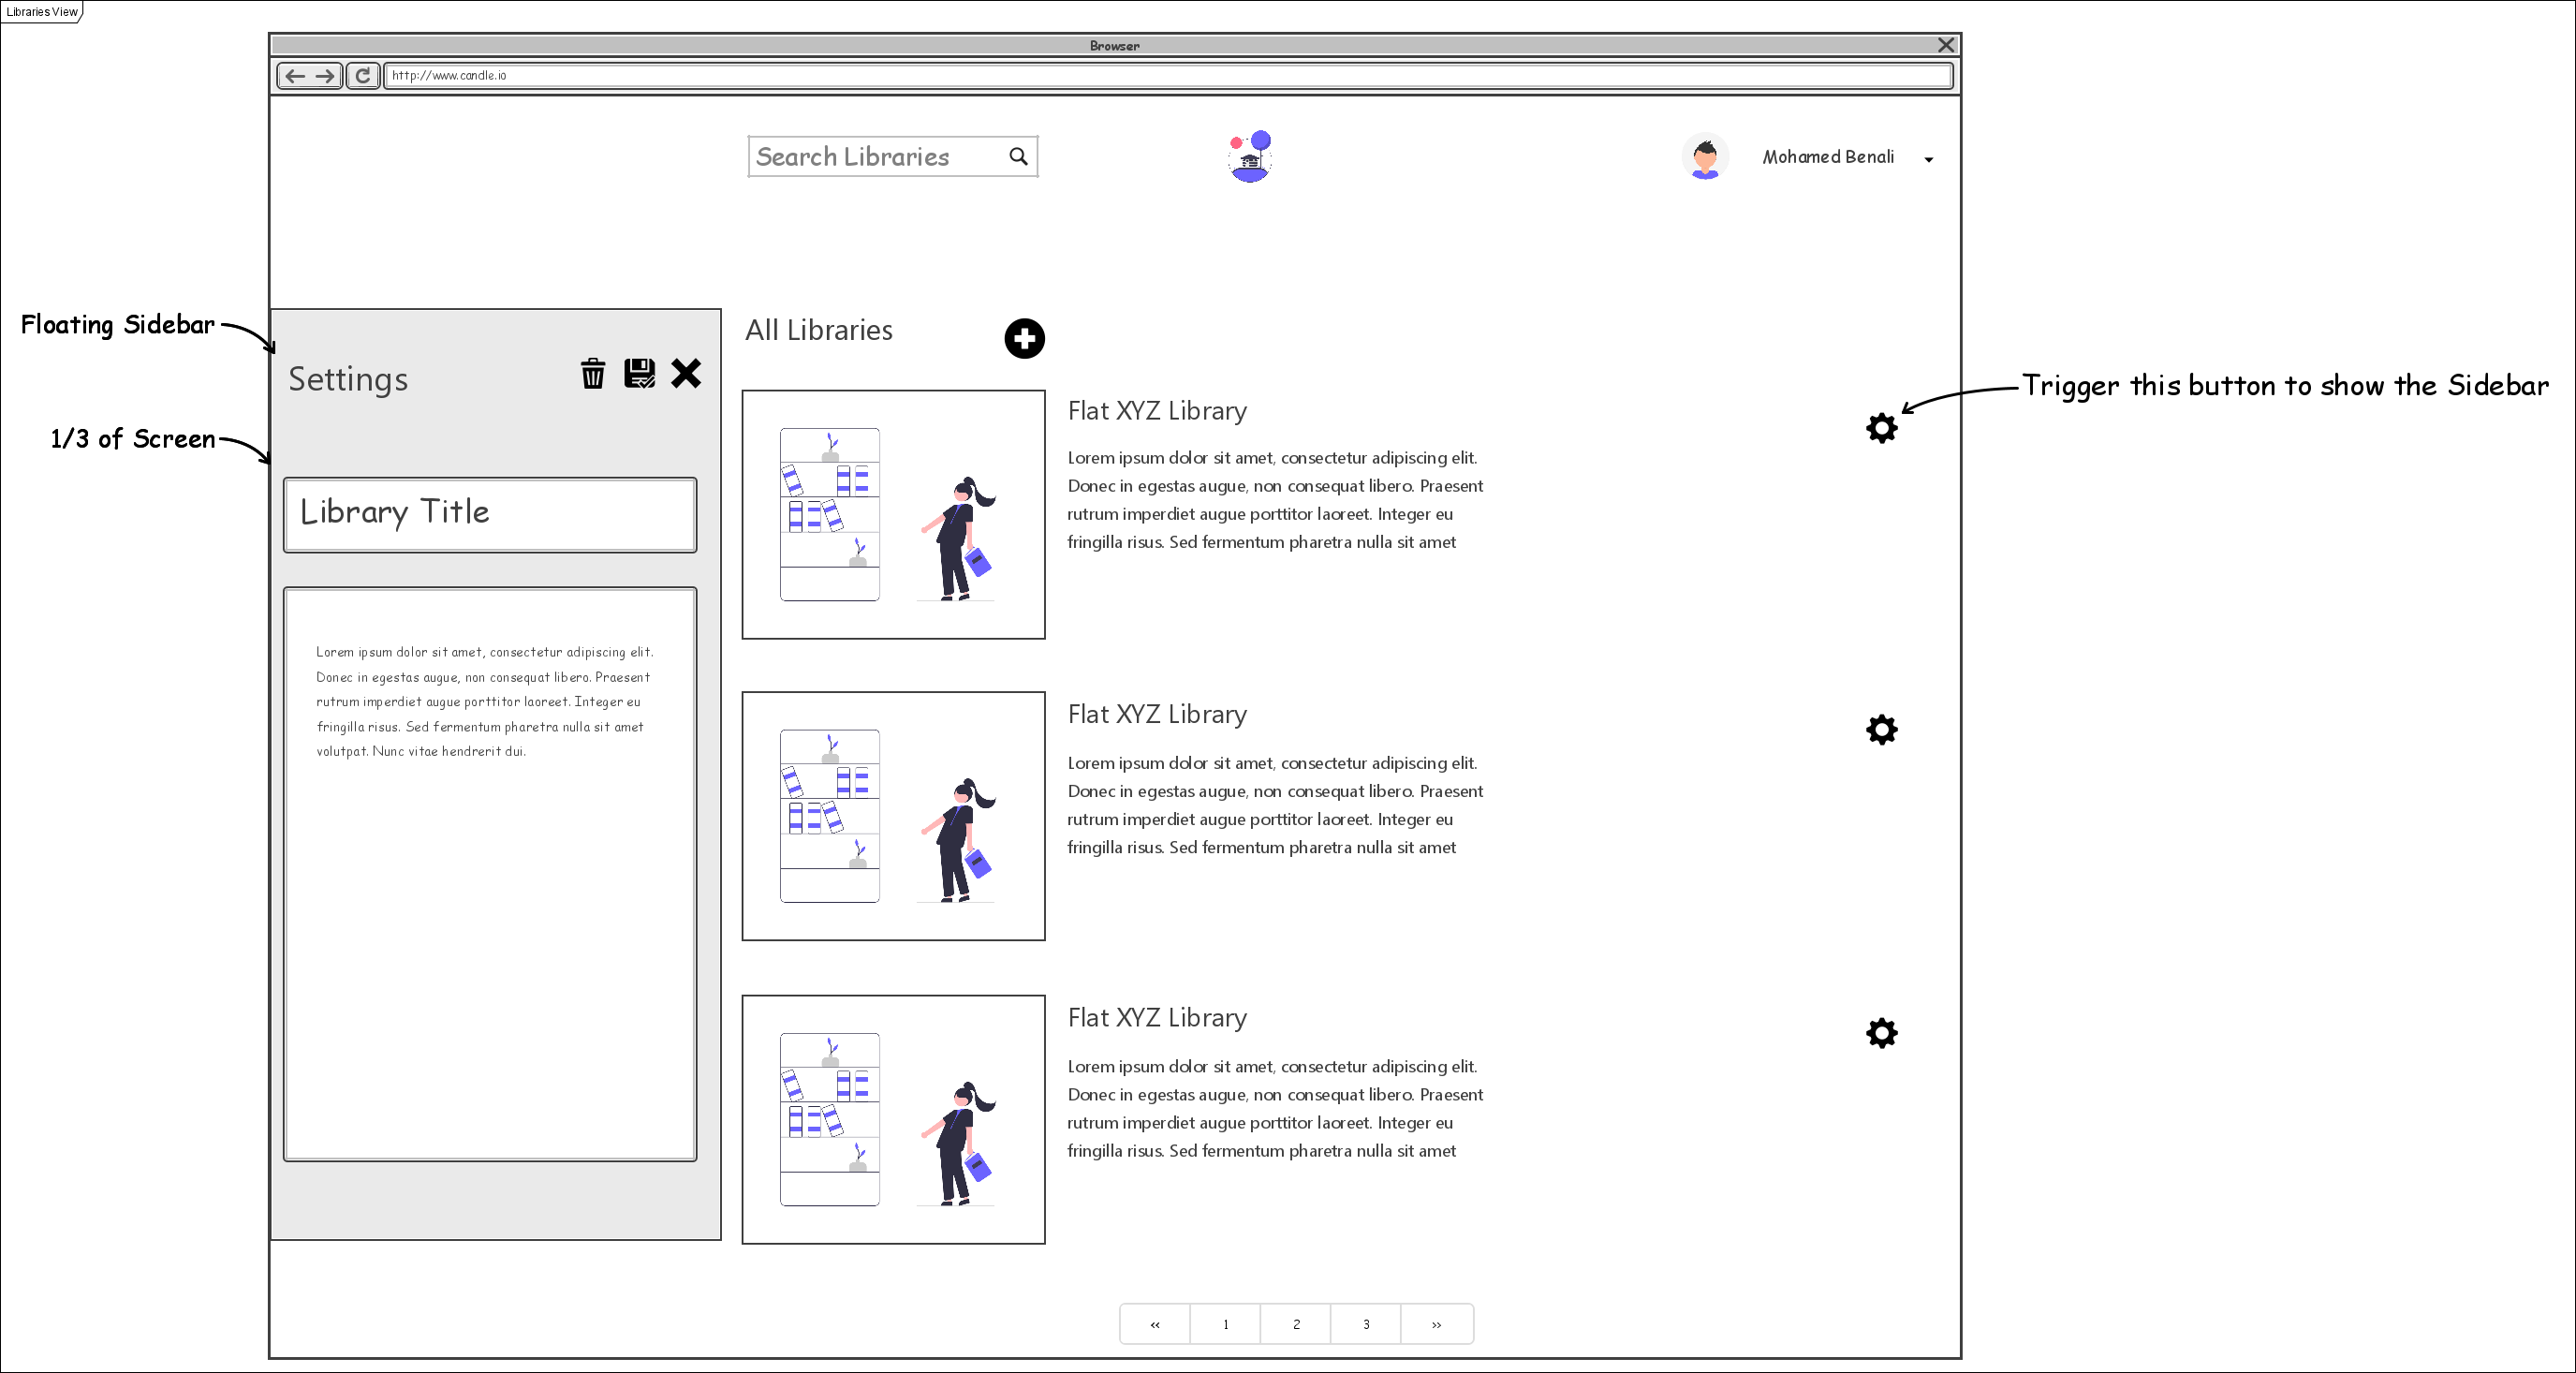 Libraries View
Browser
http://www.candle.io
Search Libraries
Mohamed Benali
Floating Sidebar
1/3 of Screen
Settings
Library Title
Lorem ipsum dolor sit amet, consectetur adipiscing elit.
Donec in egestas augue, non consequat libero. Praesent
rutrum imperdiet augue porttitor laoreet. Integer eu
fringilla risus. Sed fermentum pharetra nulla sit amet
volutpat. Nunc vitae hendrerit dui.
All Libraries
Trigger this button to show the Sidebar
Flat XYZ Library
Lorem ipsum dolor sit amet, consectetur adipiscing elit.
Donec in egestas augue, non consequat libero. Praesent
rutrum imperdiet augue porttitor laoreet. Integer eu
fringilla risus. Sed fermentum pharetra nulla sit amet
Flat XYZ Library
Lorem ipsum dolor sit amet, consectetur adipiscing elit.
Donec in egestas augue, non consequat libero. Praesent
rutrum imperdiet augue porttitor laoreet. Integer eu
fringilla risus. Sed fermentum pharetra nulla sit amet
Flat XYZ Library
Lorem ipsum dolor sit amet, consectetur adipiscing elit.
Donec in egestas augue, non consequat libero. Praesent
rutrum imperdiet augue porttitor laoreet. Integer eu
fringilla risus. Sed fermentum pharetra nulla sit amet
<< 1 2 3 >>